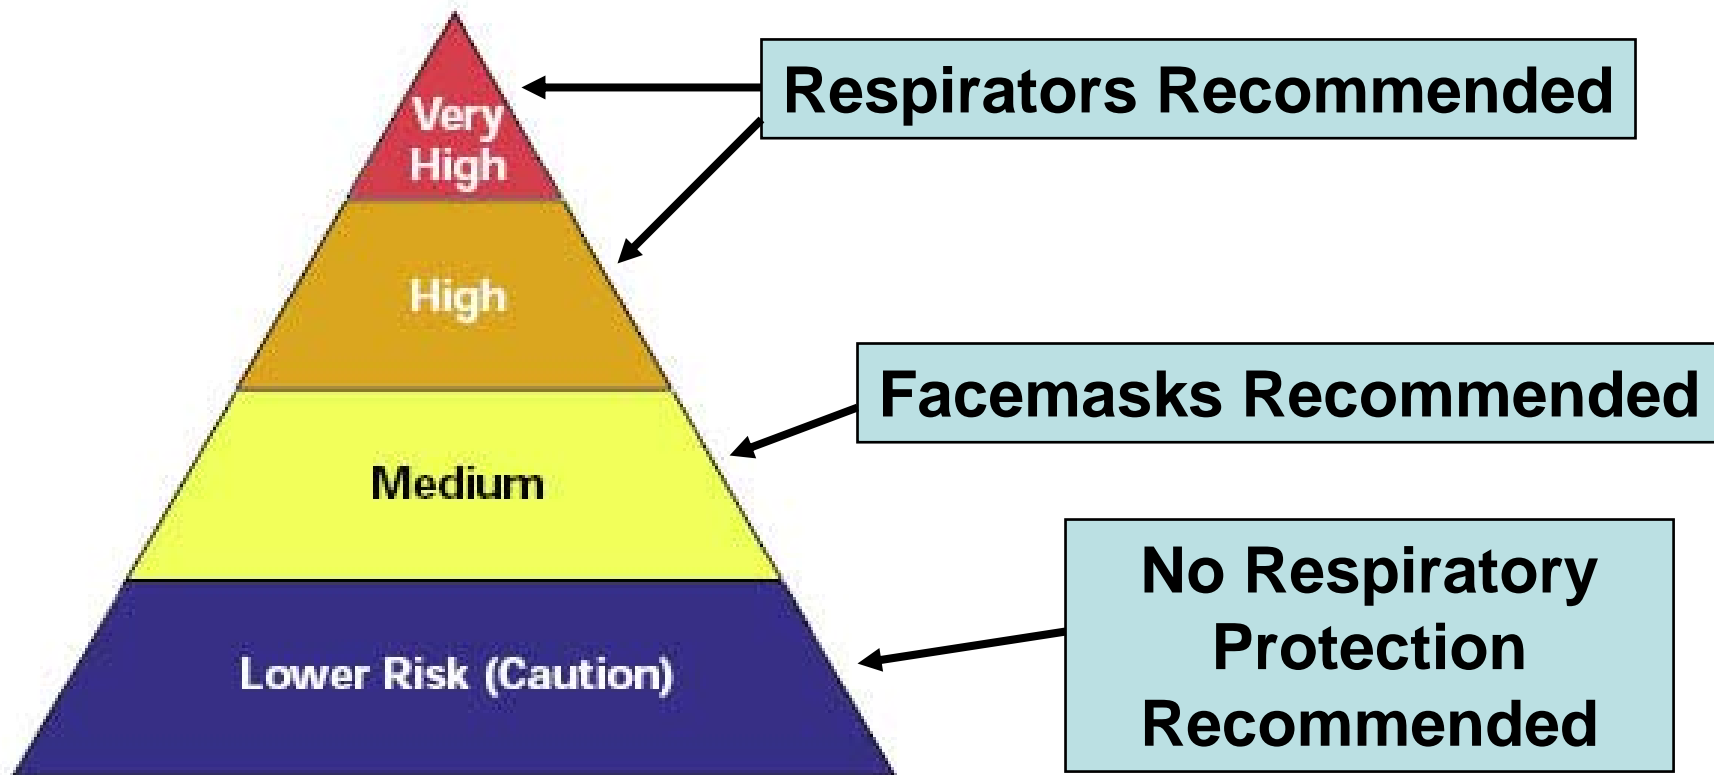 Very
High
Respirators Recommended
High
Facemasks Recommended
Medium
No Respiratory
Protection
Recommended
Lower Risk (Caution)